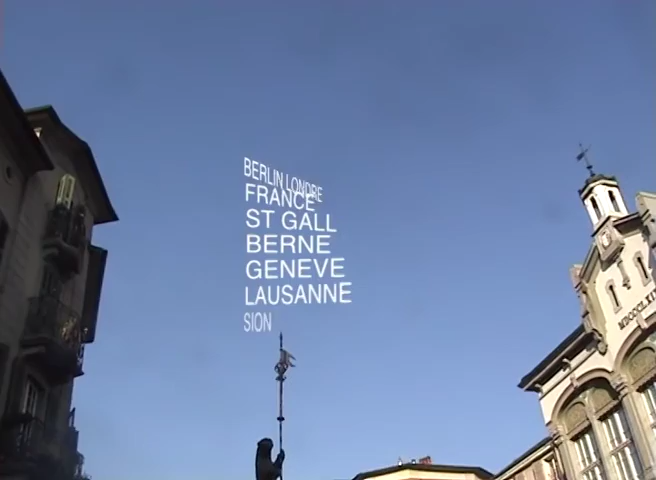 BERLIN LONDRE
FRANCE
ST GALL
BERNE
GENEVE
LAUSANNE
SION